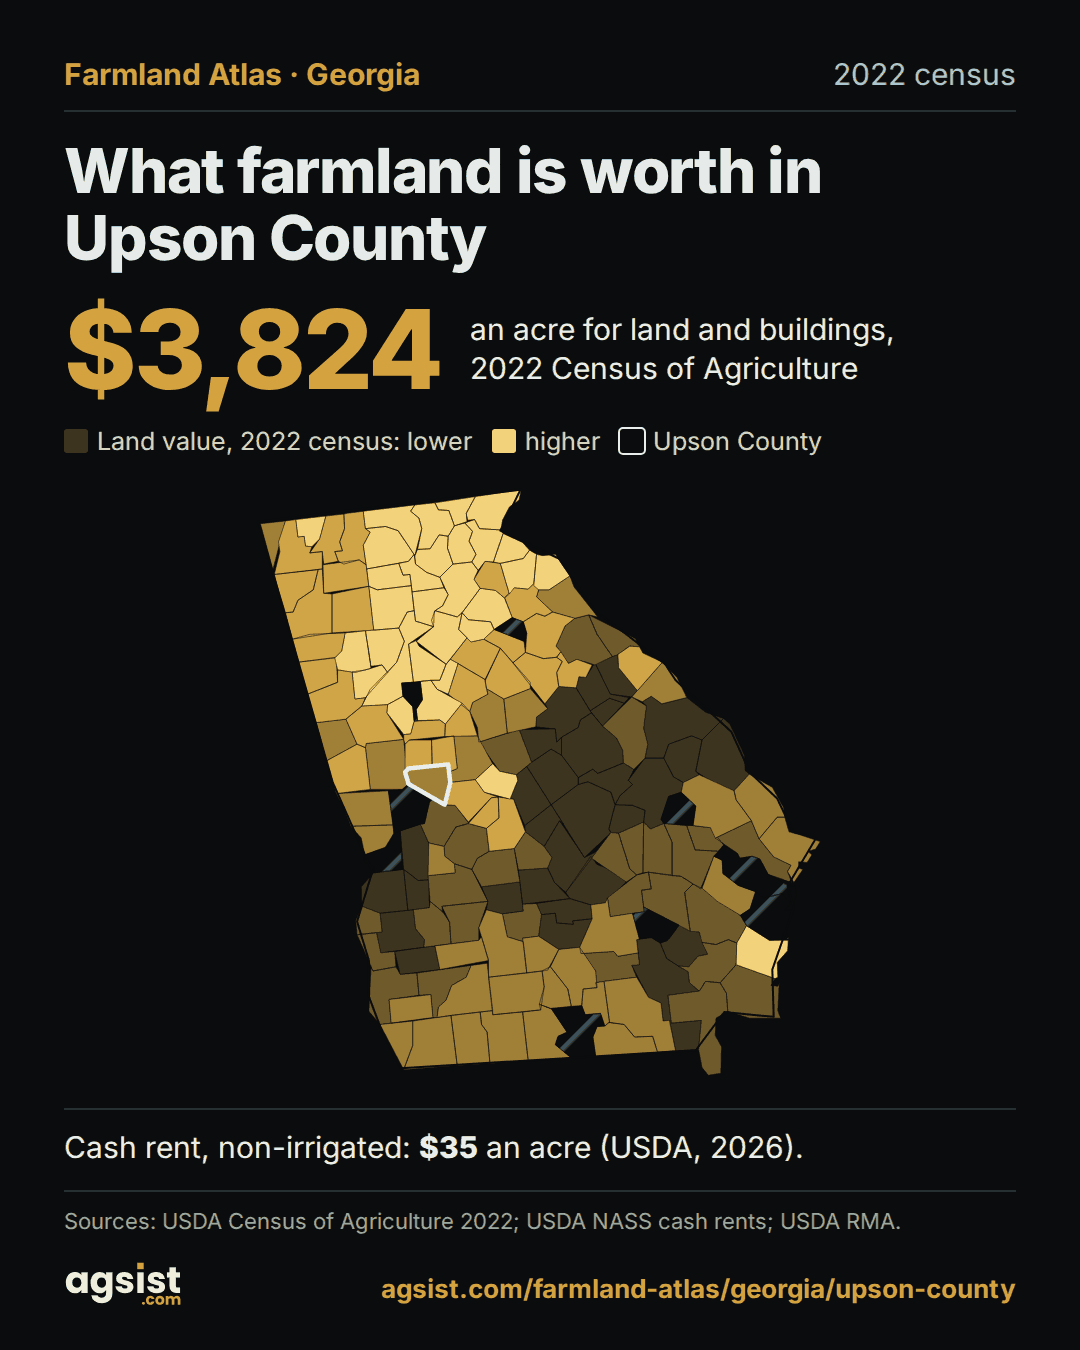 Farmland Atlas · Georgia
2022 census
What farmland is worth in
Upson County
$3,824
an acre for land and buildings,
2022 Census of Agriculture
Land value, 2022 census: lower
higher
Upson County
Cash rent, non-irrigated: $35 an acre (USDA, 2026).
Sources: USDA Census of Agriculture 2022; USDA NASS cash rents; USDA RMA.
agsist
.com
agsist.com/farmland-atlas/georgia/upson-county